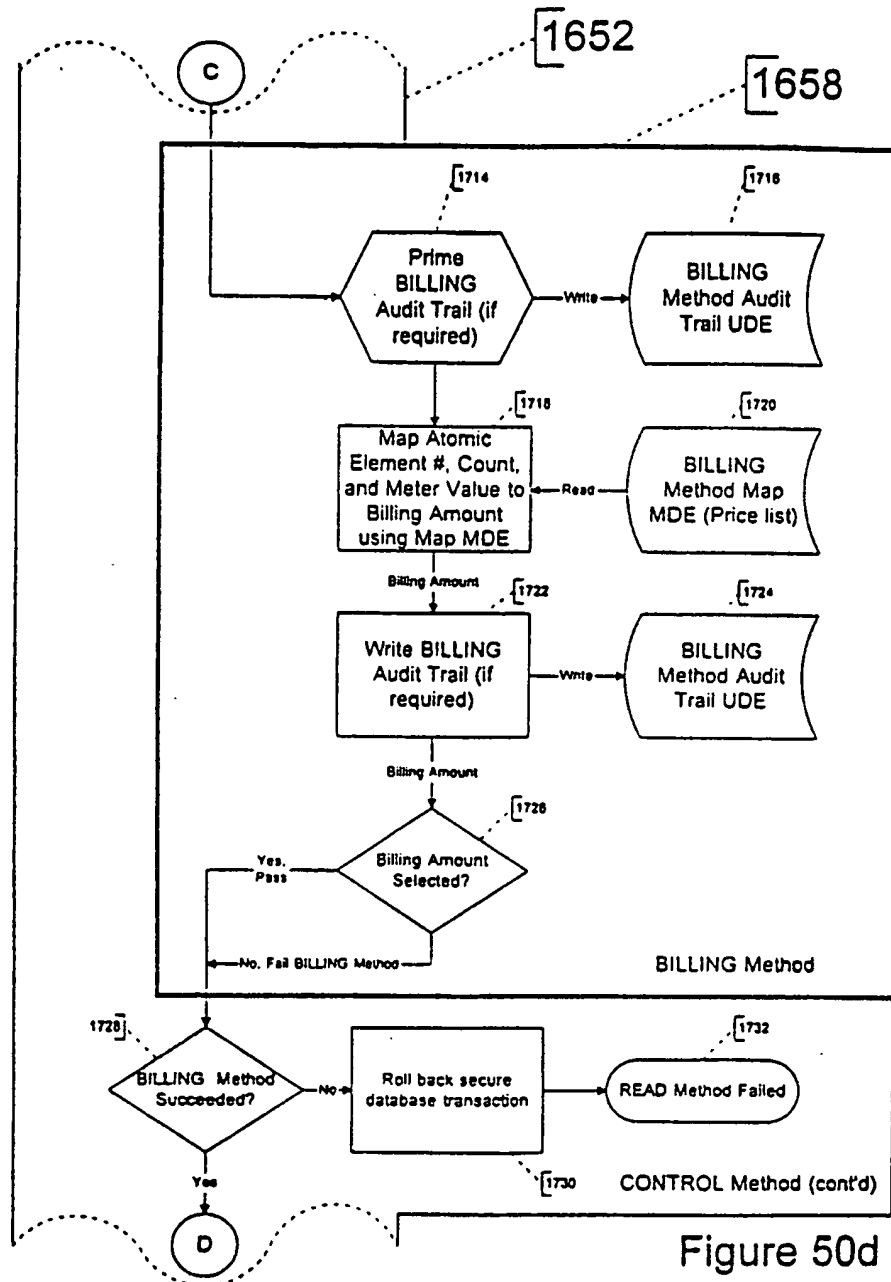 1652
C
1658
1714
1716
Prime
BILLING
Audit Trail (if
required)
Write
BILLING
Method Audit
Trail UDE
1718
1720
Map Atomic
Element #, Count,
and Meter Value to
Billing Amount
using Map MDE
Read
BILLING
Method Map
MDE (Price list)
Billing Amount
1722
1724
Write BILLING
Audit Trail (if
required)
Write
BILLING
Method Audit
Trail UDE
Billing Amount
1726
Yes,
Pass
Billing Amount
Selected?
No, Fail BILLING Method
BILLING Method
1728
1732
BILLING Method
Succeeded?
No
Roll back secure
database transaction
READ Method Failed
Yes
1730
CONTROL Method (cont'd)
D
Figure 50d